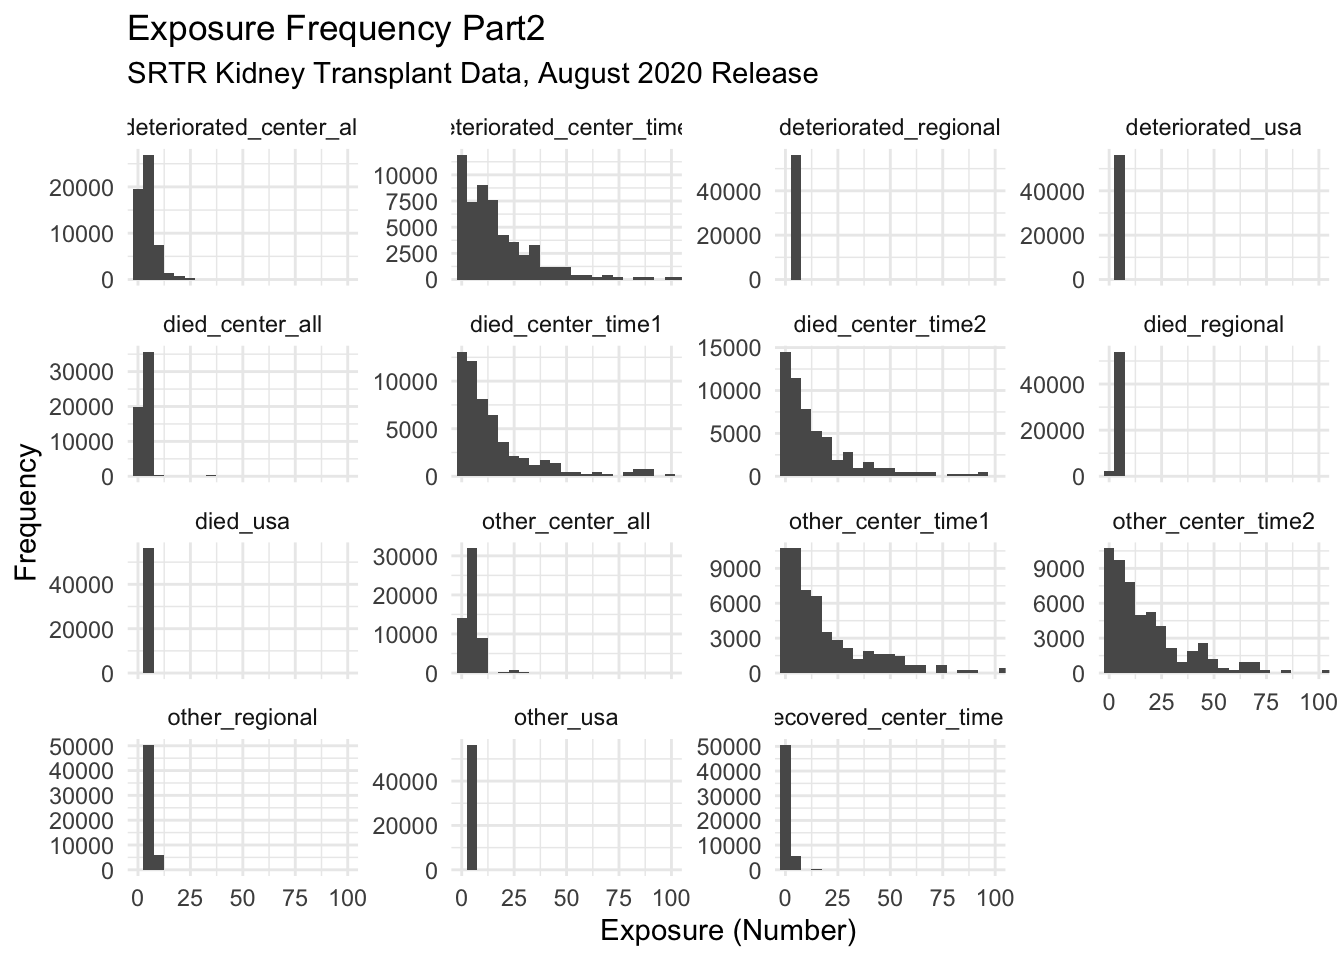 Exposure Frequency Part2
SRTR Kidney Transplant Data, August 2020 Release
deteriorated_center_al
eteriorated_center_time
deteriorated_regional
deteriorated_usa
20000
10000
0
10000
7500
5000
2500
0
40000
20000
0
40000
20000
0
died_center_all
died_center_time1
died_center_time2
died_regional
30000
20000
10000
0
10000
5000
0
15000
10000
5000
0
40000
20000
0
died_usa
other_center_all
other_center_time1
other_center_time2
40000
20000
0
30000
20000
10000
0
9000
6000
3000
0
9000
6000
3000
0
0 25 50 75 100
other_regional
other_usa
ecovered_center_time
50000
40000
30000
20000
10000
0
40000
20000
0
50000
40000
30000
20000
10000
0
0 25 50 75 100
0 25 50 75 100
0 25 50 75 100
Exposure (Number)
Frequency